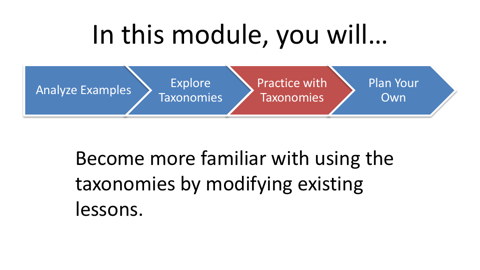 In this module, you will…
Analyze Examples
Explore
Taxonomies
Practice with
Taxonomies
Plan Your
Own
Become more familiar with using the
taxonomies by modifying existing
lessons.